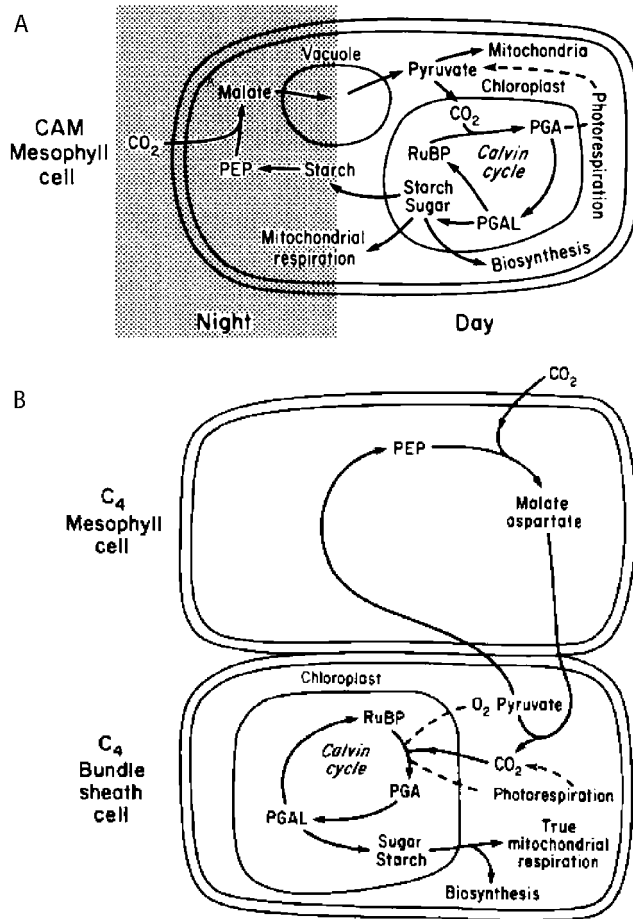 A
CAM
Mesophyll
cell
CO2
Malate
Vacuole
Pyruvate
Mitochondria
Chloroplast
CO2
PGA
Photorespiration
RuBP
Calvin
cycle
PEP
Starch
Starch
Sugar
PGAL
Mitochondrial
respiration
Biosynthesis
Night
Day
B
CO2
C4
Mesophyll
cell
PEP
Malate
aspartate
C4
Bundle
sheath
cell
Chloroplast
RuBP
O2 Pyruvate
Calvin
cycle
CO2
PGA
Photorespiration
PGAL
Sugar
Starch
True
mitochondrial
respiration
Biosynthesis